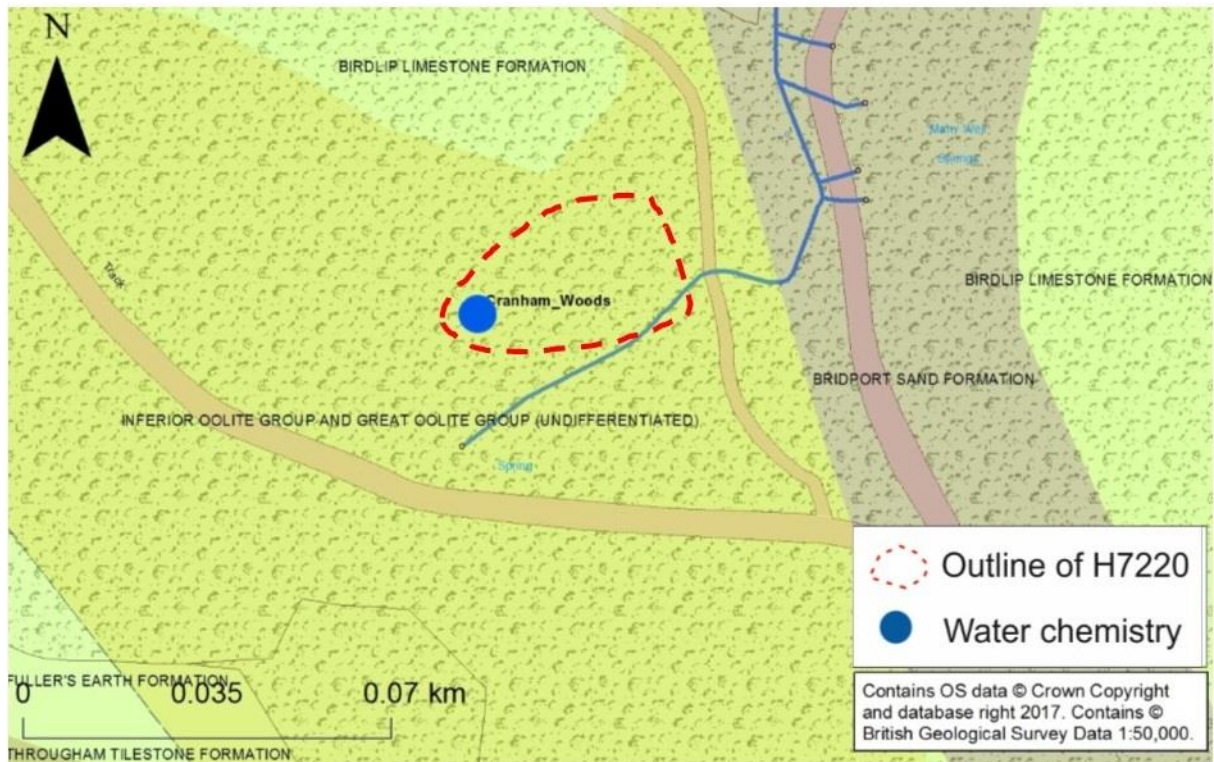 N
BIRDLIP LIMESTONE FORMATION
Springs
Track
Cranham_Woods
BIRDLIP LIMESTONE FORMATION
BRIDPORT SAND FORMATION
INFERIOR OOLITE GROUP AND GREAT OOLITE GROUP (UNDIFFERENTIATED)
Spring
Outline of H7220
Water chemistry
FULLER'S EARTH FORMATION
0 0.035 0.07 km
Contains OS data © Crown Copyright
and database right 2017. Contains ©
British Geological Survey Data 1:50,000.
THROUGHAM TILESTONE FORMATION